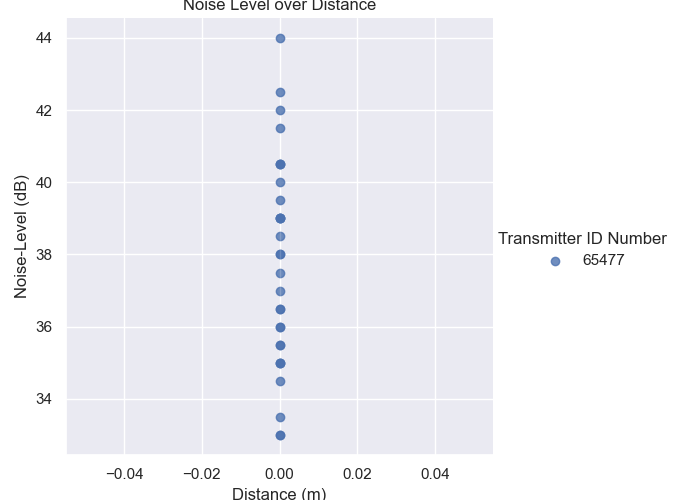 Noise Level over Distance
44
42
40
38
36
34
Noise-Level (dB)
−0.04 −0.02 0.00 0.02 0.04
Distance (m)
Transmitter ID Number
65477